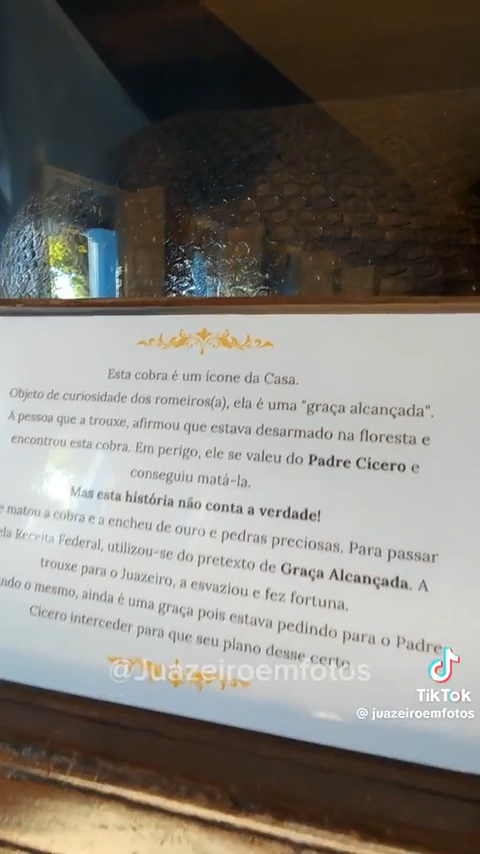 Esta cobra é um ícone da Casa.
Objeto de curiosidade dos romeiros(a), ela é uma "graça alcançada".
A pessoa que a trouxe, afirmou que estava desarmado na floresta e
encontrou esta cobra. Em perigo, ele se valeu do Padre Cicero e
conseguiu matá-la.
Mas esta história não conta a verdade!
e matou a cobra e a encheu de ouro e pedras preciosas. Para passar
ela Receita Federal, utilizou-se do pretexto de Graça Alcançada. A
trouxe para o Juazeiro, a esvaziou e fez fortuna.
ndo o mesmo, ainda é uma graça pois estava pedindo para o Padre
Cícero interceder para que seu plano desse certo
@Juazeiroemfotos
TikTok
@ juazeiroemfotos